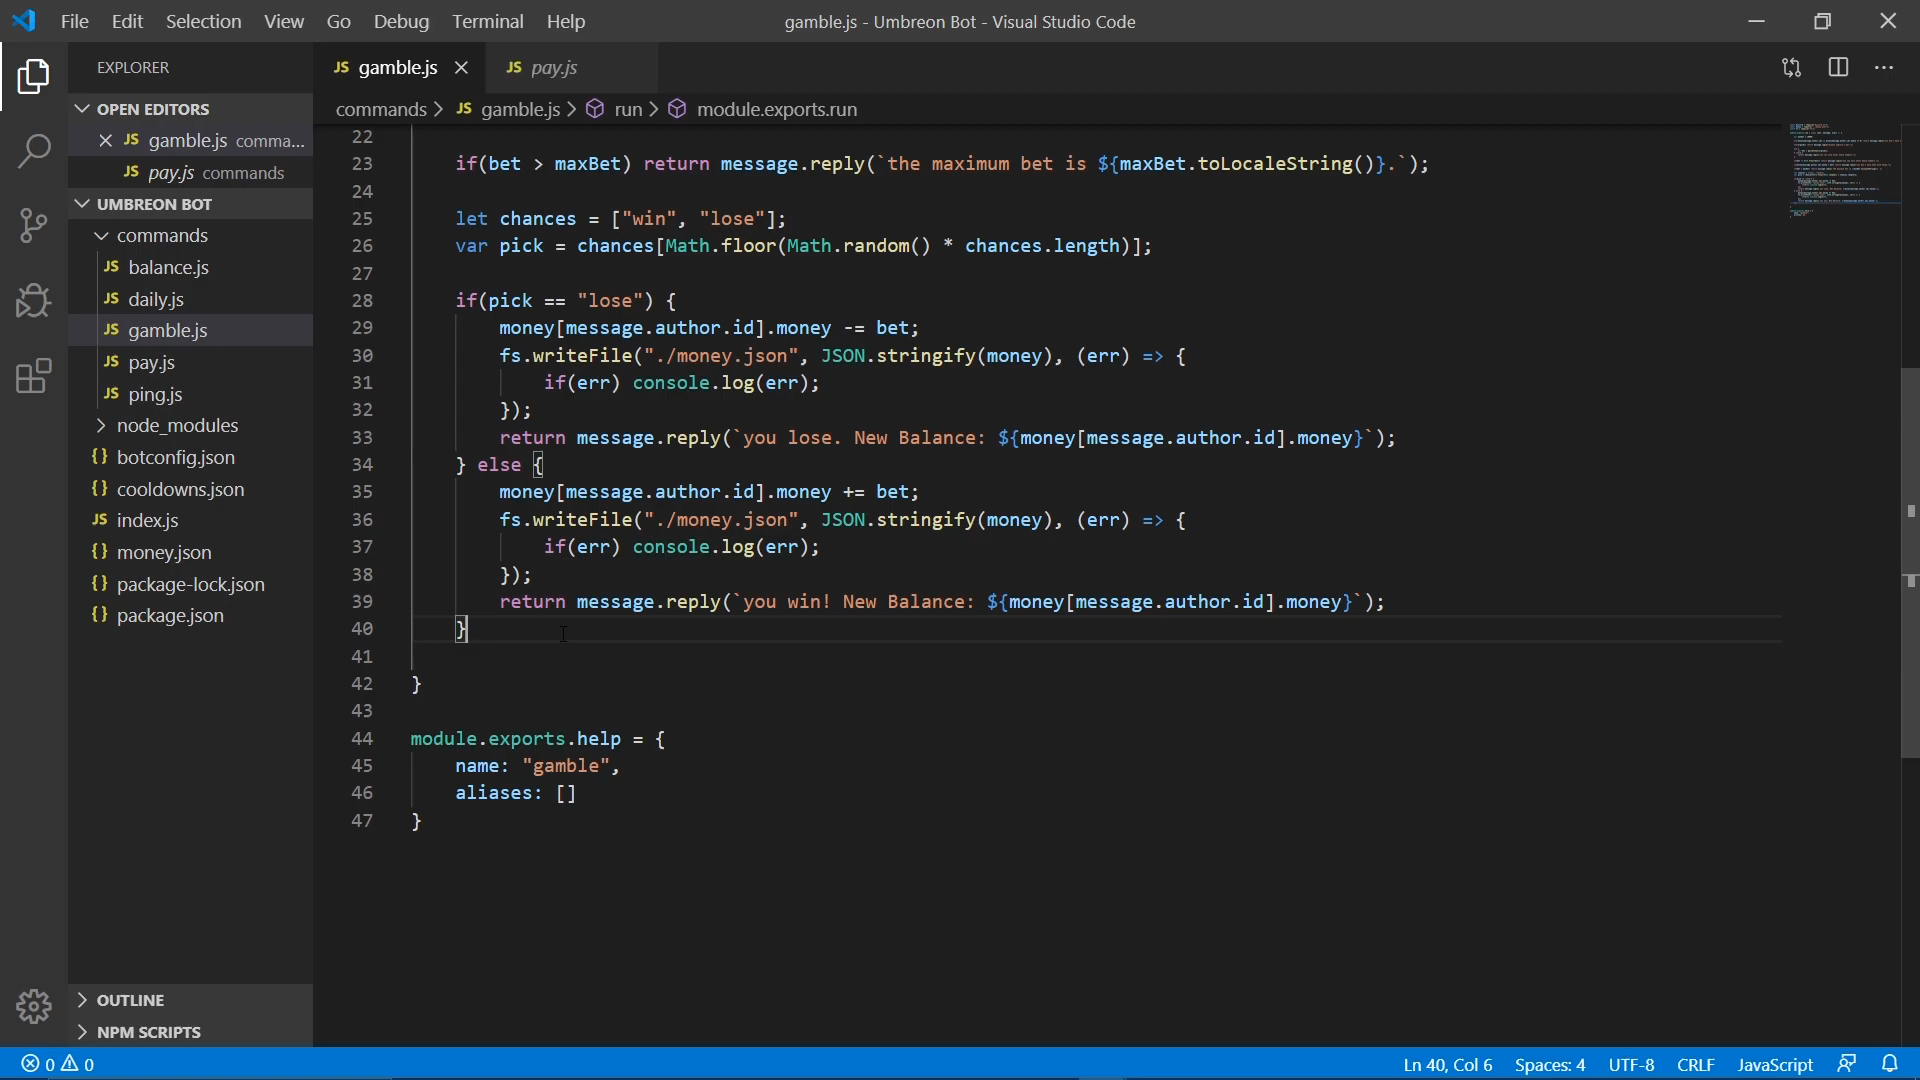 File Edit Selection View Go Debug Terminal Help
gamble.js - Umbreon Bot - Visual Studio Code
EXPLORER
OPEN EDITORS
JS gamble.js comma...
JS pay.js commands
UMBREON BOT
commands
JS balance.js
JS daily.js
JS gamble.js
JS pay.js
JS ping.js
node_modules
{} botconfig.json
{} cooldowns.json
JS index.js
{} money.json
{} package-lock.json
{} package.json
OUTLINE
NPM SCRIPTS
JS gamble.js
JS pay.js
commands > JS gamble.js > run > module.exports.run
22
23 if(bet > maxBet) return message.reply(`the maximum bet is ${maxBet.toLocaleString()}.`);
24
25 let chances = ["win", "lose"];
26 var pick = chances[Math.floor(Math.random() * chances.length)];
27
28 if(pick == "lose") {
29 money[message.author.id].money -= bet;
30 fs.writeFile("./money.json", JSON.stringify(money), (err) => {
31 if(err) console.log(err);
32 });
33 return message.reply(`you lose. New Balance: ${money[message.author.id].money}`);
34 } else {
35 money[message.author.id].money += bet;
36 fs.writeFile("./money.json", JSON.stringify(money), (err) => {
37 if(err) console.log(err);
38 });
39 return message.reply(`you win! New Balance: ${money[message.author.id].money}`);
40 }
41
42 }
43
44 module.exports.help = {
45 name: "gamble",
46 aliases: []
47 }
0 0
Ln 40, Col 6 Spaces: 4 UTF-8 CRLF JavaScript